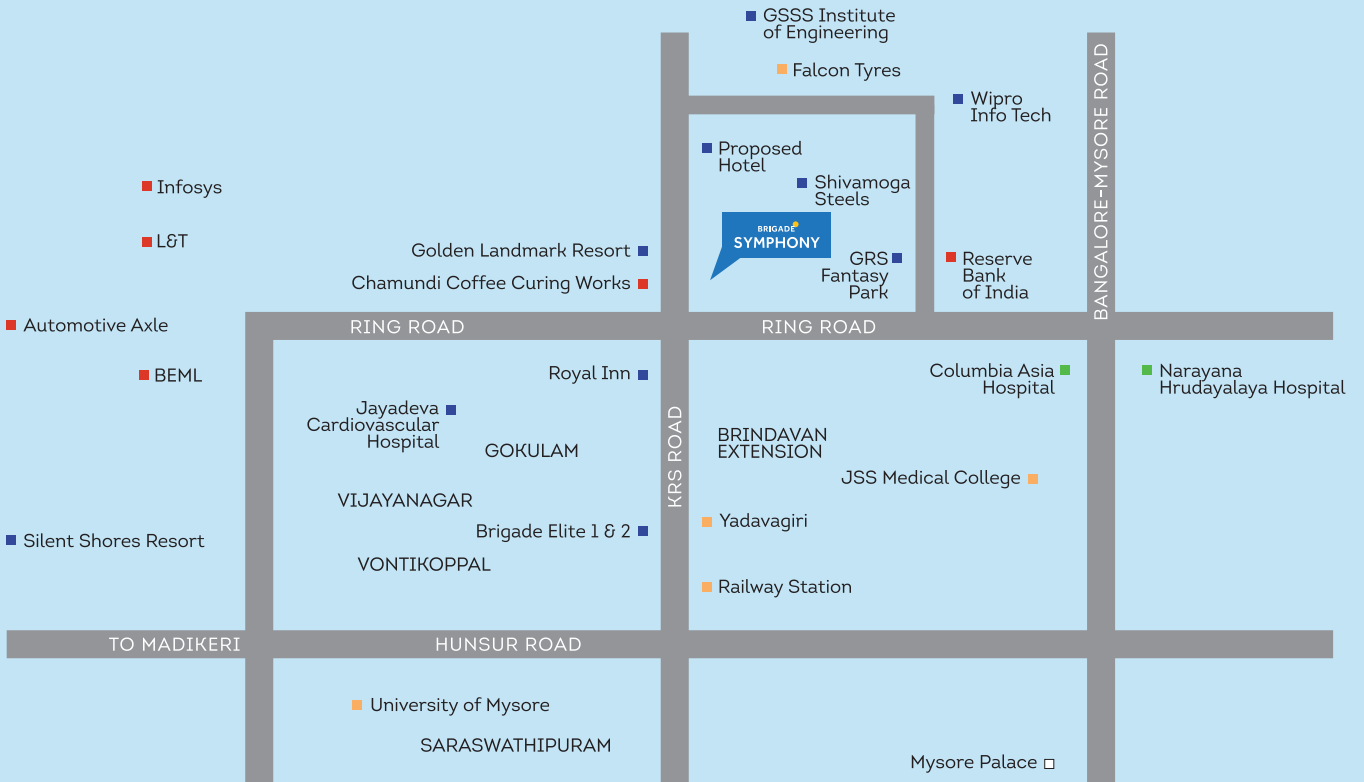 GSSS Institute
of Engineering
Falcon Tyres
Wipro
Info Tech
BANGALORE-MYSORE ROAD
Proposed
Hotel
Shivamoga
Steels
Infosys
L&T
BRIGADE
SYMPHONY
Golden Landmark Resort
Chamundi Coffee Curing Works
GRS
Fantasy
Park
Reserve
Bank
of India
Automotive Axle
RING ROAD
RING ROAD
BEML
Royal Inn
Columbia Asia
Hospital
Narayana
Hrudayalaya Hospital
Jayadeva
Cardiovascular
Hospital
GOKULAM
KRS ROAD
BRINDAVAN
EXTENSION
JSS Medical College
VIJAYANAGAR
Yadavagiri
Brigade Elite 1 & 2
Silent Shores Resort
VONTIKOPPAL
Railway Station
TO MADIKERI
HUNSUR ROAD
University of Mysore
SARASWATHIPURAM
Mysore Palace